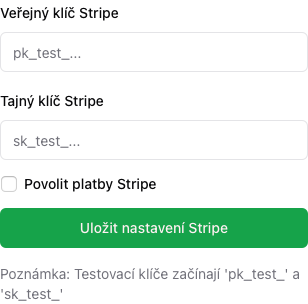 Veřejný klíč Stripe
pk_test_...
Tajný klíč Stripe
sk_test_...
Povolit platby Stripe
Uložit nastavení Stripe
Poznámka: Testovací klíče začínají 'pk_test_' a
'sk_test_'